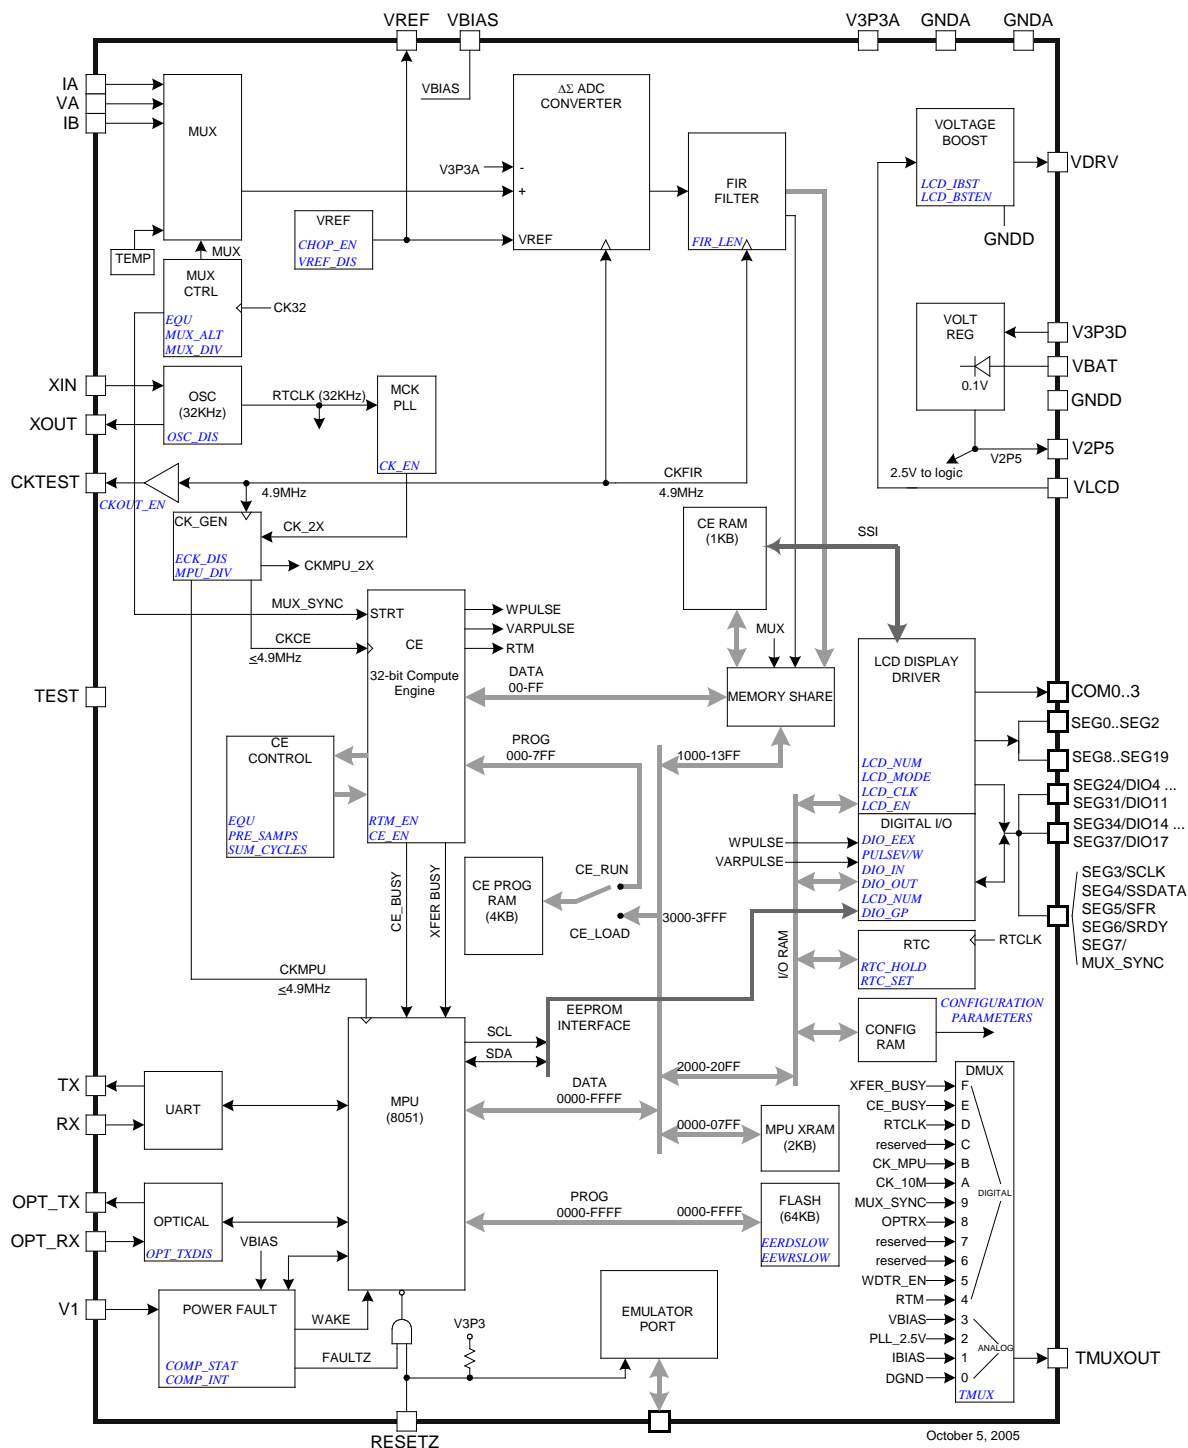 VREF
VBIAS
V3P3A
GNDA
GNDA
IA
VA
IB
MUX
VBIAS
ΔΣ ADC
CONVERTER
V3P3A
-
+
VREF
FIR
FILTER
FIR_LEN
VOLTAGE
BOOST
LCD_IBST
LCD_BSTEN
VDRV
GNDD
VREF
CHOP_EN
VREF_DIS
TEMP
MUX
MUX
CTRL
EQU
MUX_ALT
MUX_DIV
CK32
VOLT
REG
0.1V
V3P3D
VBAT
GNDD
V2P5
V2P5
2.5V to logic
VLCD
XIN
XOUT
OSC
(32KHz)
OSC_DIS
RTCLK (32KHz)
MCK
PLL
CK_EN
CKTEST
CKOUT_EN
4.9MHz
CKFIR
4.9MHz
CK_GEN
ECK_DIS
MPU_DIV
CK_2X
CKMPU_2X
CE RAM
(1KB)
SSI
MUX_SYNC
STRT
CE
32-bit Compute
Engine
RTM_EN
CE_EN
CKCE
≤4.9MHz
WPULSE
VARPULSE
RTM
DATA
00-FF
MUX
MEMORY SHARE
LCD DISPLAY
DRIVER
LCD_NUM
LCD_MODE
LCD_CLK
LCD_EN
COM0..3
SEG0..SEG2
SEG8..SEG19
SEG24/DIO4 ...
SEG31/DIO11
SEG34/DIO14 ...
SEG37/DIO17
SEG3/SCLK
SEG4/SSDATA
SEG5/SFR
SEG6/SRDY
SEG7/
MUX_SYNC
TEST
CE
CONTROL
EQU
PRE_SAMPS
SUM_CYCLES
PROG
000-7FF
1000-13FF
DIGITAL I/O
DIO_EEX
PULSEV/W
DIO_IN
DIO_OUT
LCD_NUM
DIO_GP
WPULSE
VARPULSE
CE_BUSY
XFER BUSY
CE PROG
RAM
(4KB)
CE_RUN
CE_LOAD
3000-3FFF
I/O RAM
RTC
RTC_HOLD
RTC_SET
RTCLK
CKMPU
≤4.9MHz
EEPROM
INTERFACE
SCL
SDA
CONFIG
RAM
CONFIGURATION
PARAMETERS
2000-20FF
MPU
(8051)
DATA
0000-FFFF
0000-07FF
MPU XRAM
(2KB)
TX
RX
UART
OPT_TX
OPT_RX
OPTICAL
OPT_TXDIS
PROG
0000-FFFF
0000-FFFF
FLASH
(64KB)
EERDSLOW
EEWRSLOW
DMUX
XFER_BUSY F
CE_BUSY E
RTCLK D
reserved C
CK_MPU B
CK_10M A
MUX_SYNC 9
OPTRX 8
reserved 7
reserved 6
WDTR_EN 5
RTM 4
VBIAS 3
PLL_2.5V 2
IBIAS 1
DGND 0
DIGITAL
ANALOG
TMUX
TMUXOUT
VBIAS
V1
POWER FAULT
COMP_STAT
COMP_INT
WAKE
FAULTZ
V3P3
EMULATOR
PORT
RESETZ
October 5, 2005